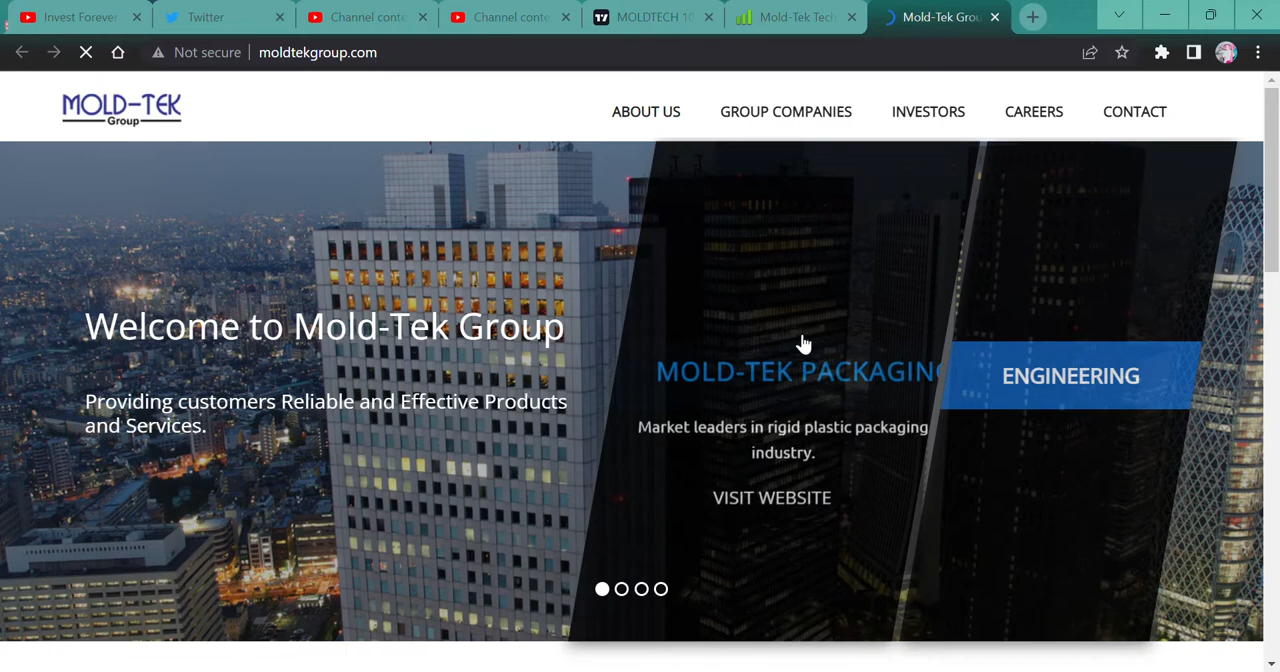 Invest Forever
Twitter
Channel conte
Channel conte
MOLDTECH 10
Mold-Tek Tech
Mold-Tek Grou
Not secure
moldtekgroup.com
MOLD-TEK
Group
ABOUT US
GROUP COMPANIES
INVESTORS
CAREERS
CONTACT
Welcome to Mold-Tek Group
Providing customers Reliable and Effective Products
and Services.
MOLD-TEK PACKAGING
Market leaders in rigid plastic packaging
industry.
VISIT WEBSITE
ENGINEERING